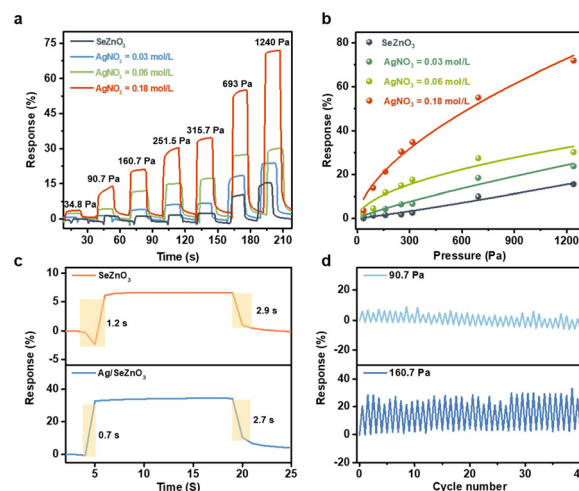 a
SeZnO₃
AgNO₃ = 0.03 mol/L
AgNO₃ = 0.06 mol/L
AgNO₃ = 0.18 mol/L
34.8 Pa
90.7 Pa
160.7 Pa
251.5 Pa
315.7 Pa
693 Pa
1240 Pa
75
60
45
30
15
0
Response (%)
30 60 90 120 150 180 210
Time (s)
b
SeZnO₃
AgNO₃ = 0.03 mol/L
AgNO₃ = 0.06 mol/L
AgNO₃ = 0.18 mol/L
80
60
40
20
0
Response (%)
0 300 600 900 1200
Pressure (Pa)
c
SeZnO₃
10
5
0
-5
1.2 s
2.9 s
Ag/SeZnO₃
40
20
0
0.7 s
2.7 s
Response (%)
5 10 15 20 25
Time (S)
d
90.7 Pa
20
0
-20
160.7 Pa
40
20
0
-20
Response (%)
0 10 20 30 40
Cycle number